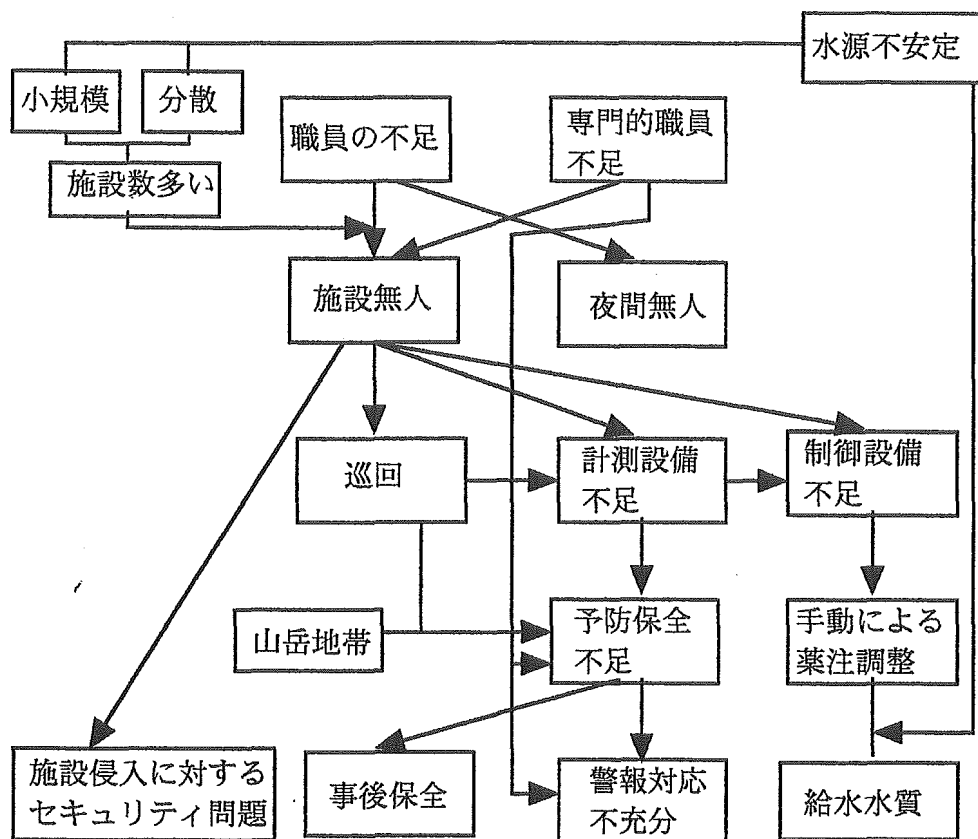 水源不安定
小規模
分散
職員の不足
専門的職員
不足
施設数多い
施設無人
夜間無人
巡回
計測設備
不足
制御設備
不足
山岳地帯
予防保全
不足
手動による
薬注調整
施設侵入に対する
セキュリティ問題
事後保全
警報対応
不充分
給水水質